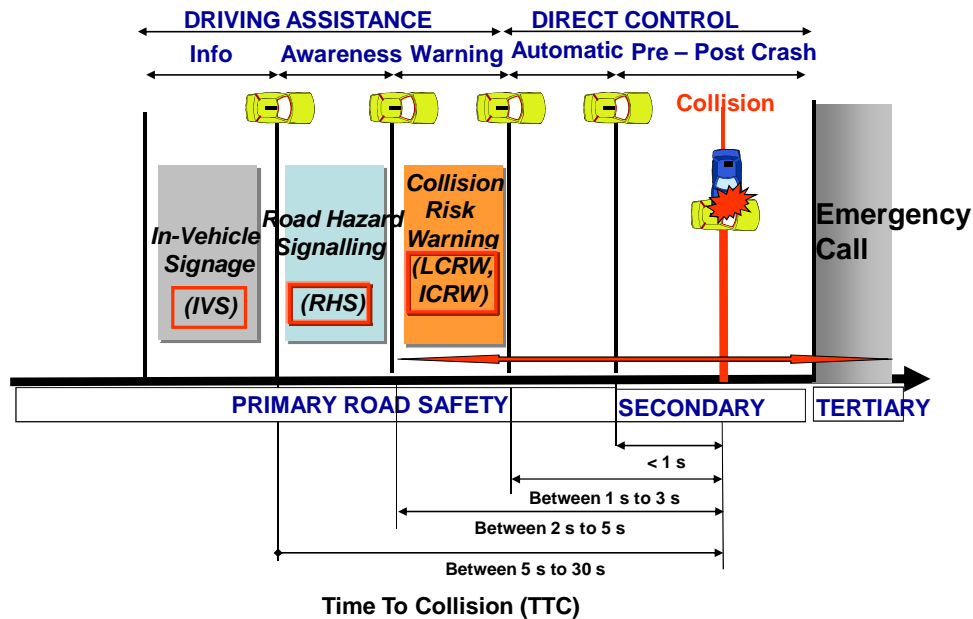 DRIVING ASSISTANCE
DIRECT CONTROL
Info
Awareness
Warning
Automatic
Pre – Post Crash
Collision
In-Vehicle
Signage
(IVS)
Road Hazard
Signalling
(RHS)
Collision
Risk
Warning
(LCRW,
ICRW)
Emergency
Call
PRIMARY ROAD SAFETY
SECONDARY
TERTIARY
< 1 s
Between 1 s to 3 s
Between 2 s to 5 s
Between 5 s to 30 s
Time To Collision (TTC)